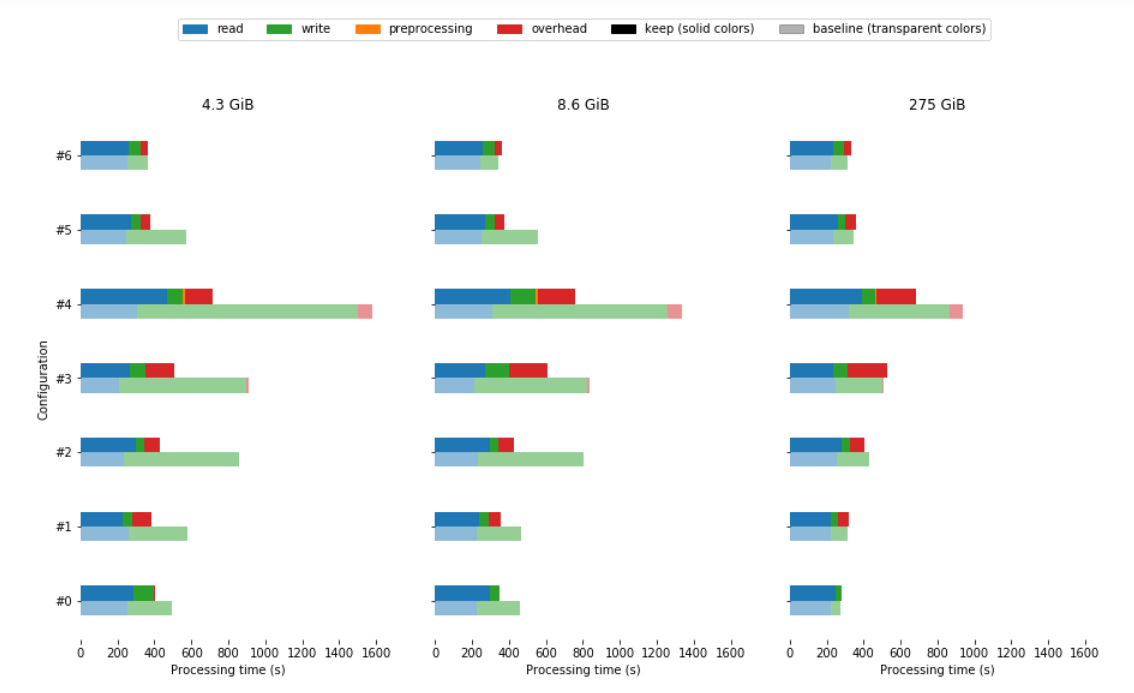 read write preprocessing overhead keep (solid colors) baseline (transparent colors)
4.3 GiB 8.6 GiB 275 GiB
Configuration
#6
#5
#4
#3
#2
#1
#0
0 200 400 600 800 1000 1200 1400 1600 0 200 400 600 800 1000 1200 1400 1600 0 200 400 600 800 1000 1200 1400 1600
Processing time (s) Processing time (s) Processing time (s)